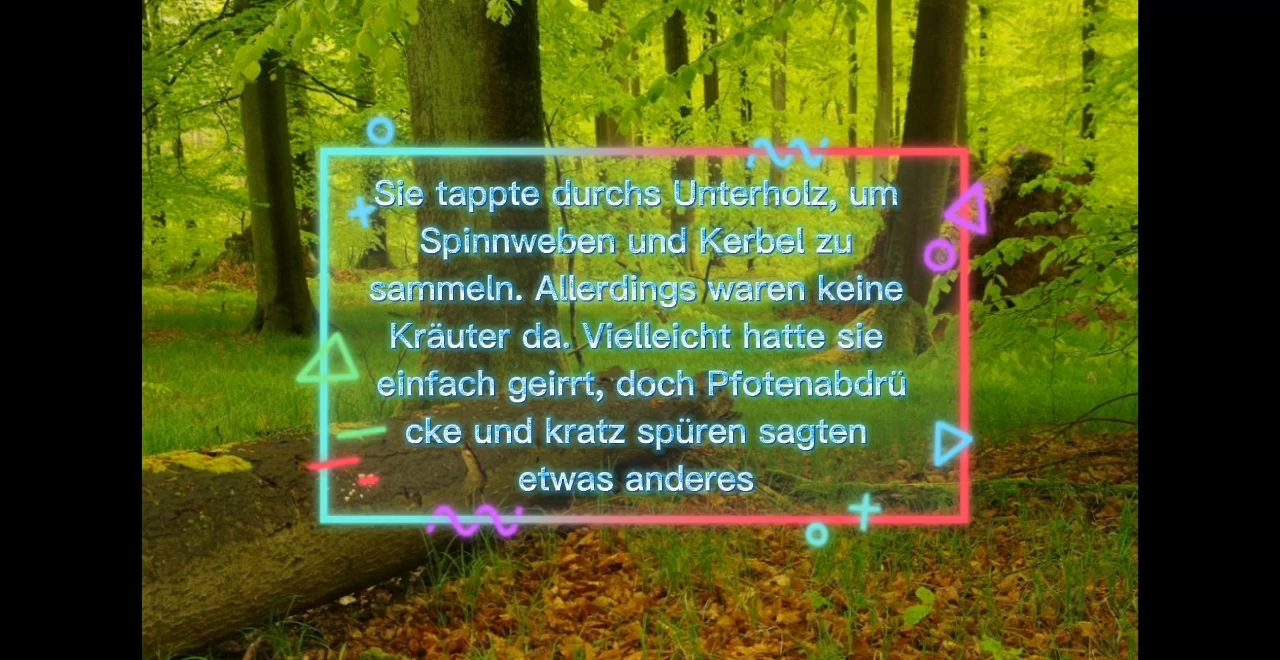 Sie tappte durchs Unterholz, um
Spinnweben und Kerbel zu
sammeln. Allerdings waren keine
Kräuter da. Vielleicht hatte sie
einfach geirrt, doch Pfotenabdrü
cke und kratz spüren sagten
etwas anderes